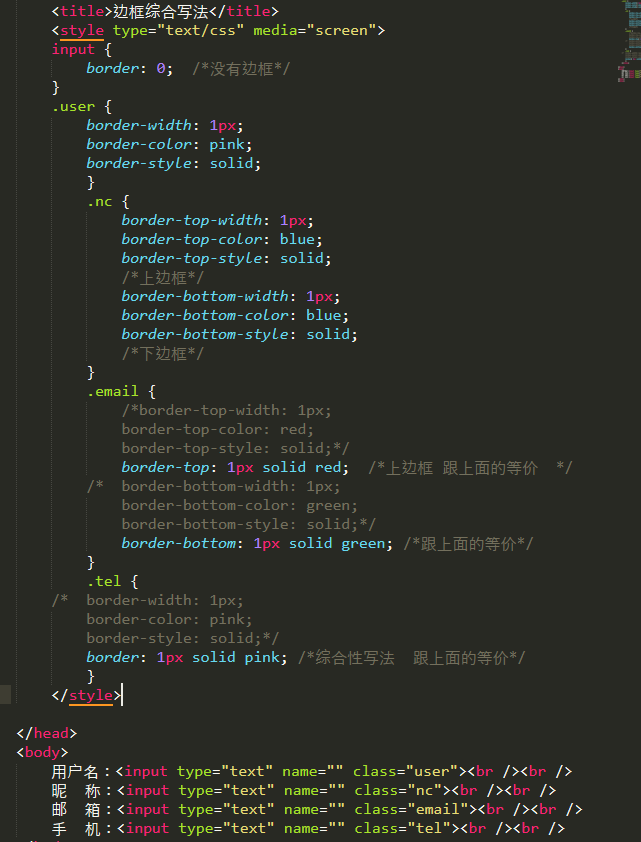 <title>边框综合写法</title>
<style type="text/css" media="screen">
input {
    border: 0;  /*没有边框*/
}
.user {
    border-width: 1px;
    border-color: pink;
    border-style: solid;
    }
    .nc {
        border-top-width: 1px;
        border-top-color: blue;
        border-top-style: solid;
        /*上边框*/
        border-bottom-width: 1px;
        border-bottom-color: blue;
        border-bottom-style: solid;
        /*下边框*/
    }
    .email {
        /*border-top-width: 1px;
        border-top-color: red;
        border-top-style: solid;*/
        border-top: 1px solid red;  /*上边框 跟上面的等价  */
    /*  border-bottom-width: 1px;
        border-bottom-color: green;
        border-bottom-style: solid;*/
        border-bottom: 1px solid green; /*跟上面的等价*/
    }
    .tel {
/*  border-width: 1px;
    border-color: pink;
    border-style: solid;*/
    border: 1px solid pink; /*综合性写法  跟上面的等价*/
    }
</style>
</head>
<body>
    用户名：<input type="text" name="" class="user"><br /><br />
    昵  称：<input type="text" name="" class="nc"><br /><br />
    邮  箱：<input type="text" name="" class="email"><br /><br />
    手  机：<input type="text" name="" class="tel"><br /><br />